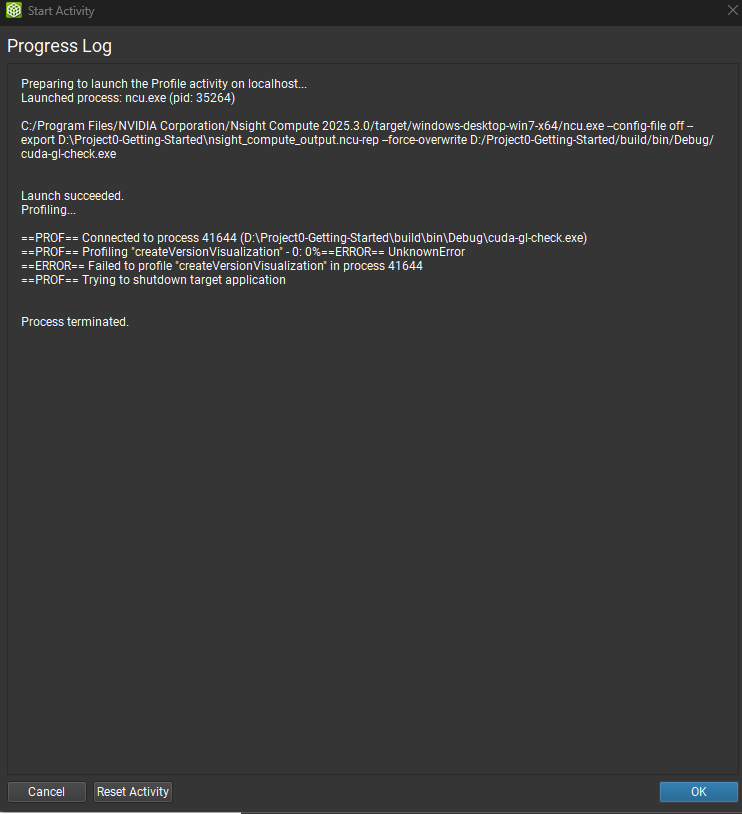 Start Activity
Progress Log
Preparing to launch the Profile activity on localhost...
Launched process: ncu.exe (pid: 35264)
C:/Program Files/NVIDIA Corporation/Nsight Compute 2025.3.0/target/windows-desktop-win7-x64/ncu.exe --config-file off --
export D:\Project0-Getting-Started\nsight_compute_output.ncu-rep --force-overwrite D:/Project0-Getting-Started/build/bin/Debug/
cuda-gl-check.exe
Launch succeeded.
Profiling...
==PROF== Connected to process 41644 (D:\Project0-Getting-Started\build\bin\Debug\cuda-gl-check.exe)
==PROF== Profiling "createVersionVisualization" - 0: 0%==ERROR== UnknownError
==ERROR== Failed to profile "createVersionVisualization" in process 41644
==PROF== Trying to shutdown target application
Process terminated.
Cancel
Reset Activity
OK